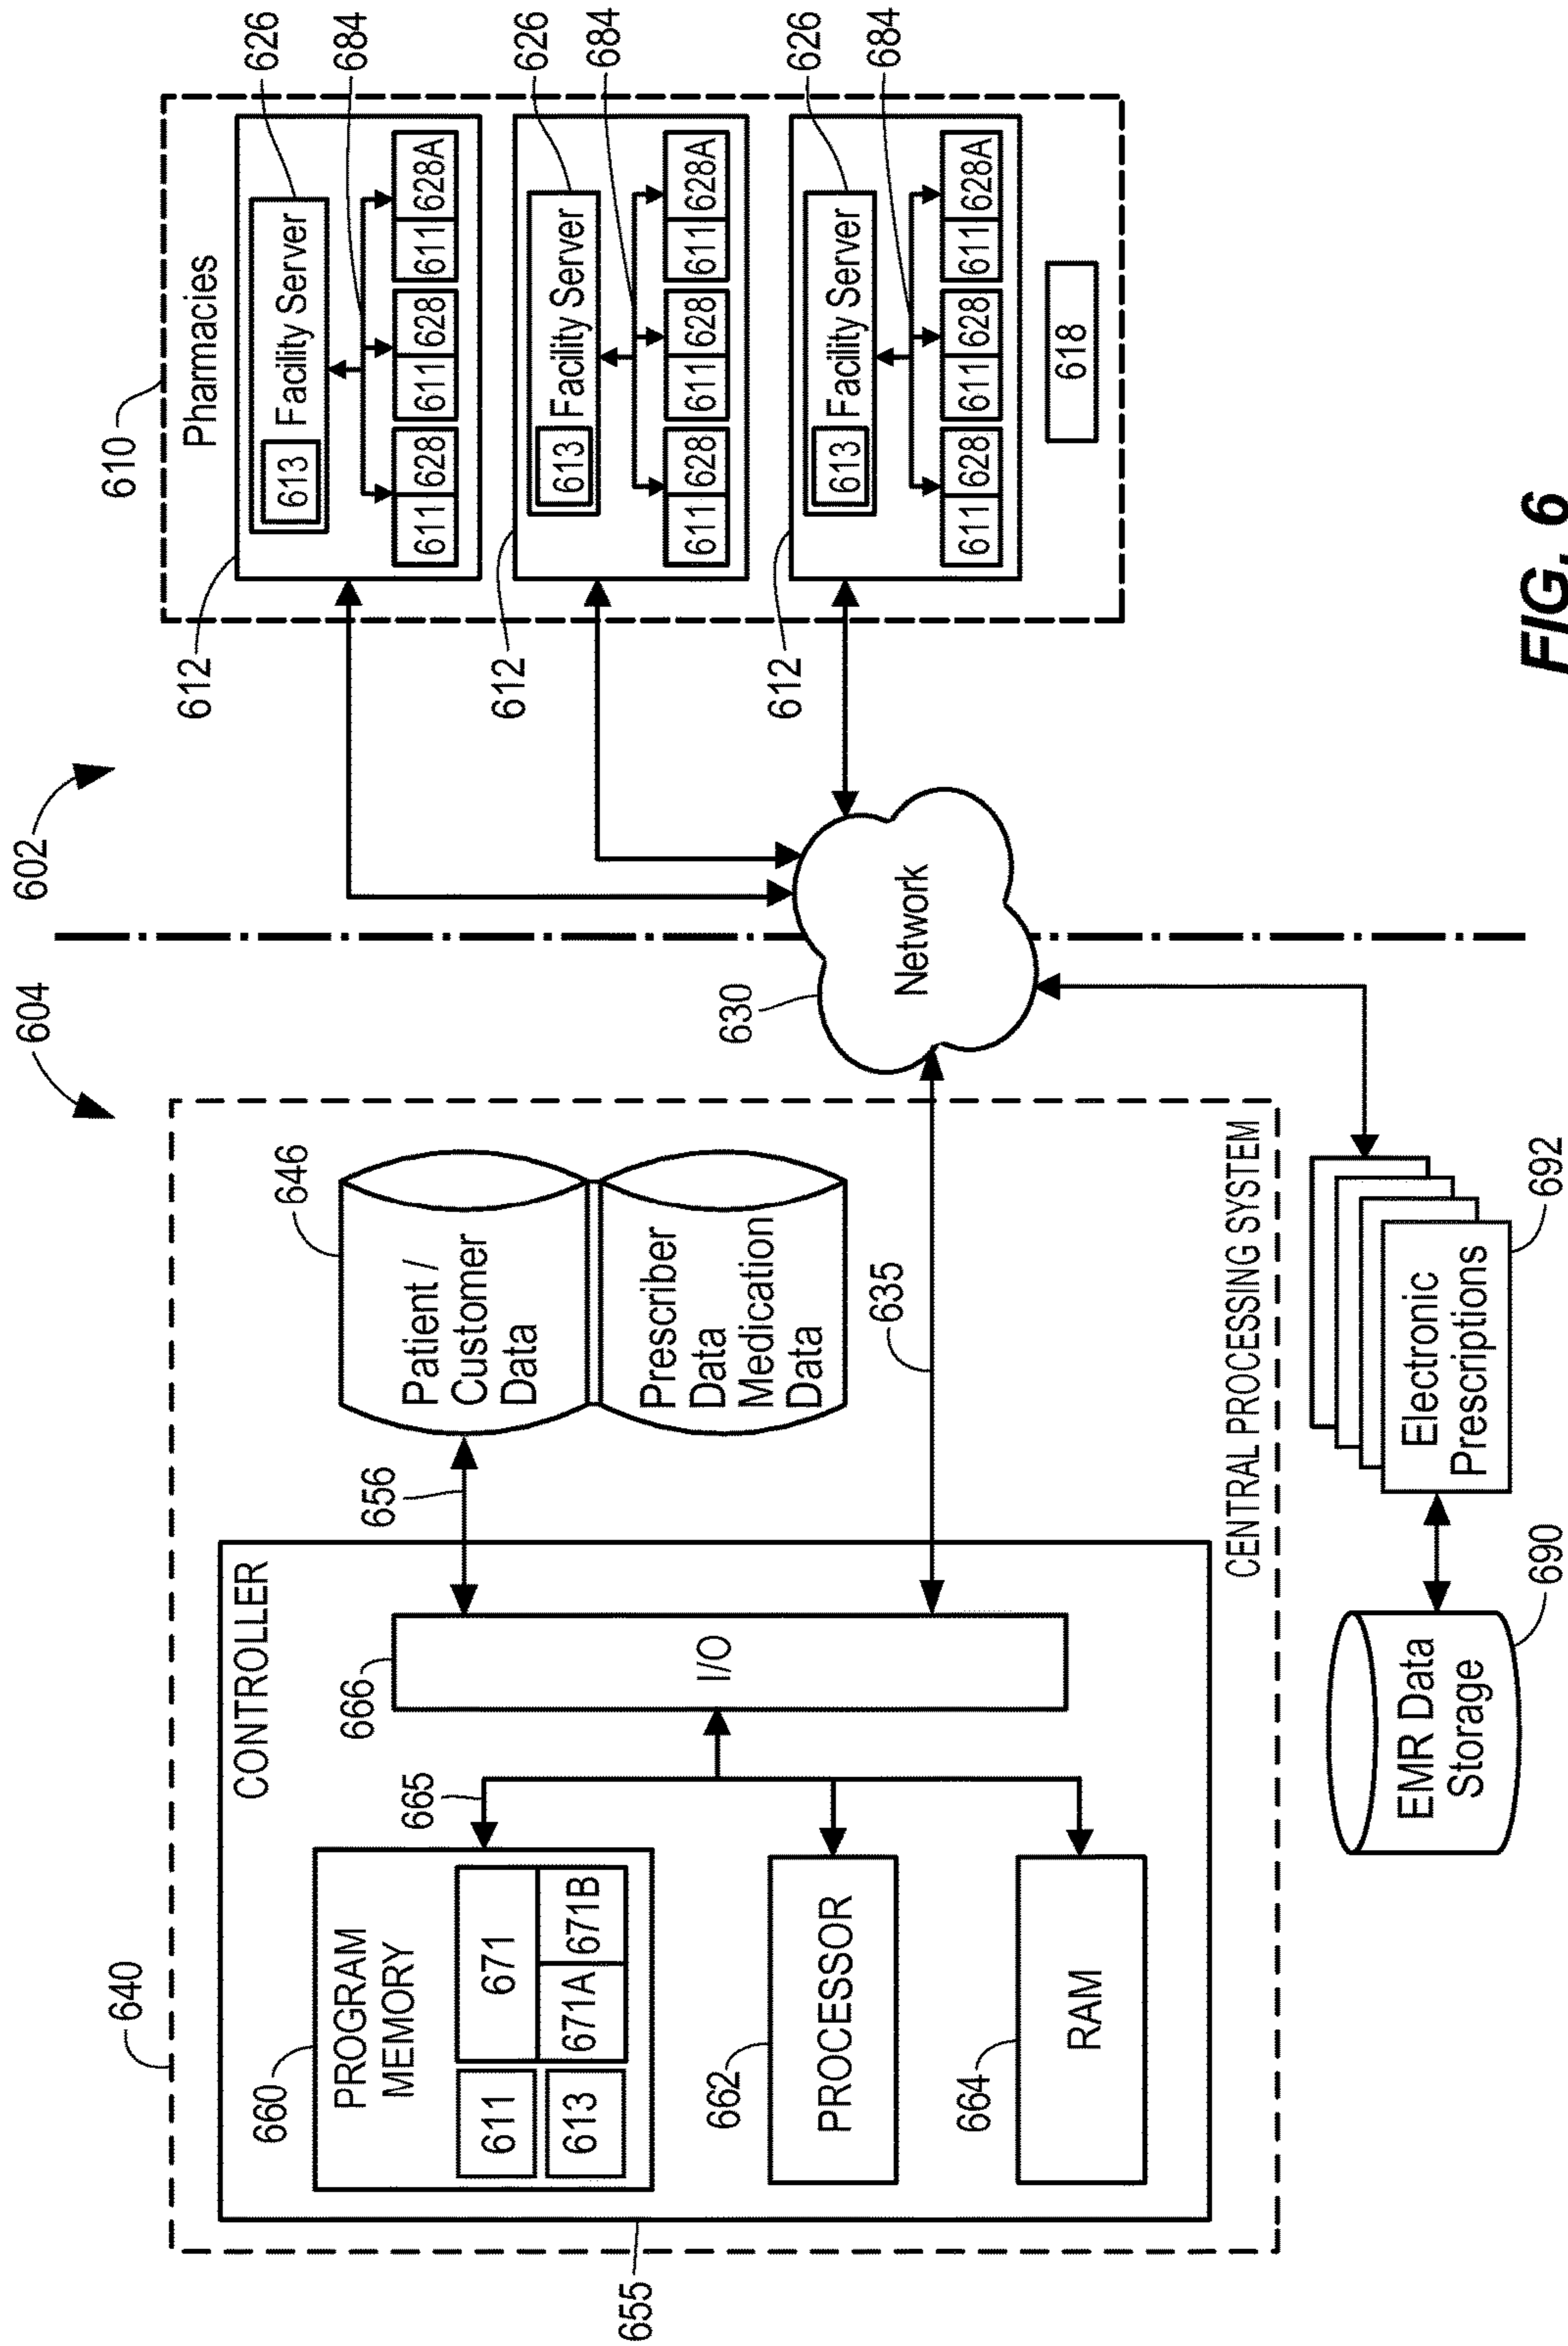 602
604
610
Pharmacies
612
613 Facility Server
626
684
611 628
611 628
611 628A
612
613 Facility Server
626
684
611 628
611 628
611 628A
612
613 Facility Server
626
684
611 628
611 628
611 628A
618
630
Network
640
655
CONTROLLER
660
PROGRAM
MEMORY
611
613
671
671A 671B
662
PROCESSOR
664
RAM
665
666
I/O
656
646
Patient /
Customer
Data
Prescriber
Data
Medication
Data
635
CENTRAL PROCESSING SYSTEM
EMR Data
Storage
690
Electronic
Prescriptions
692
FIG. 6